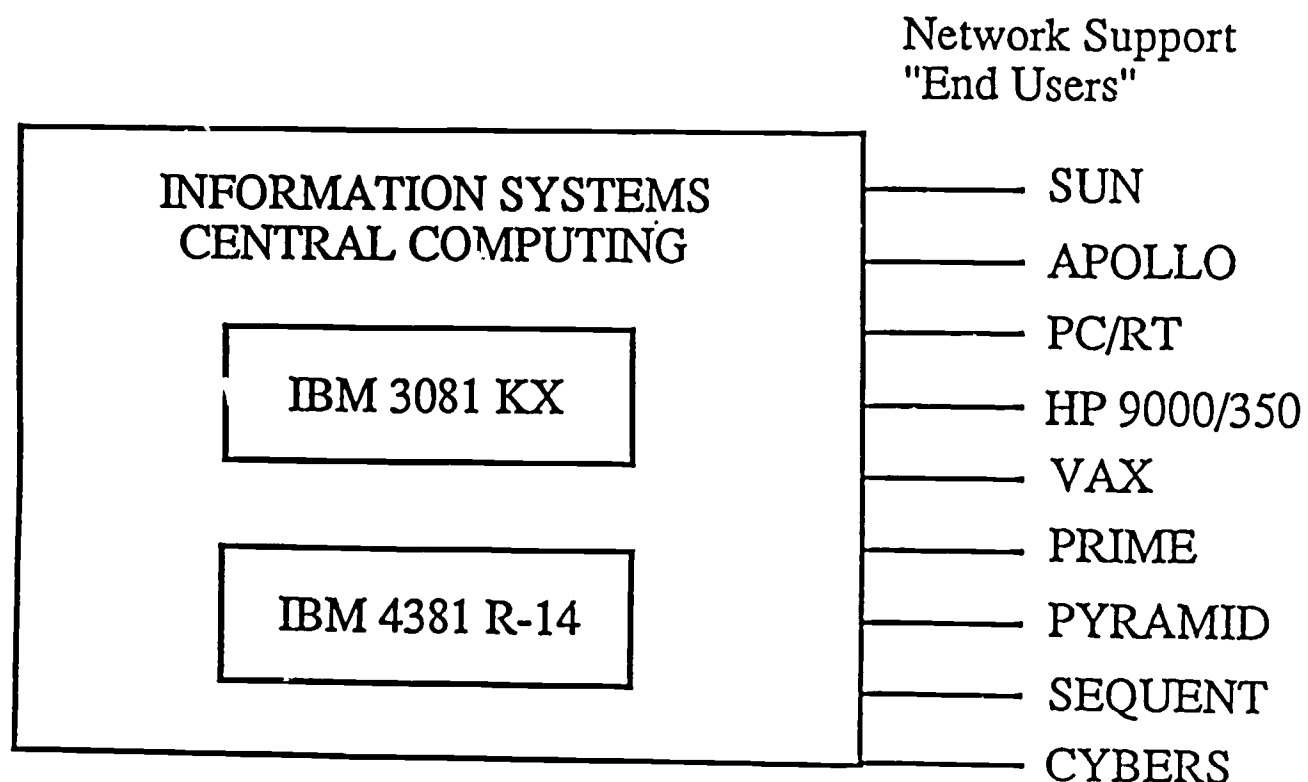 Network Support
"End Users"
INFORMATION SYSTEMS
CENTRAL COMPUTING
IBM 3081 KX
IBM 4381 R-14
SUN
APOLLO
PC/RT
HP 9000/350
VAX
PRIME
PYRAMID
SEQUENT
CYBERS